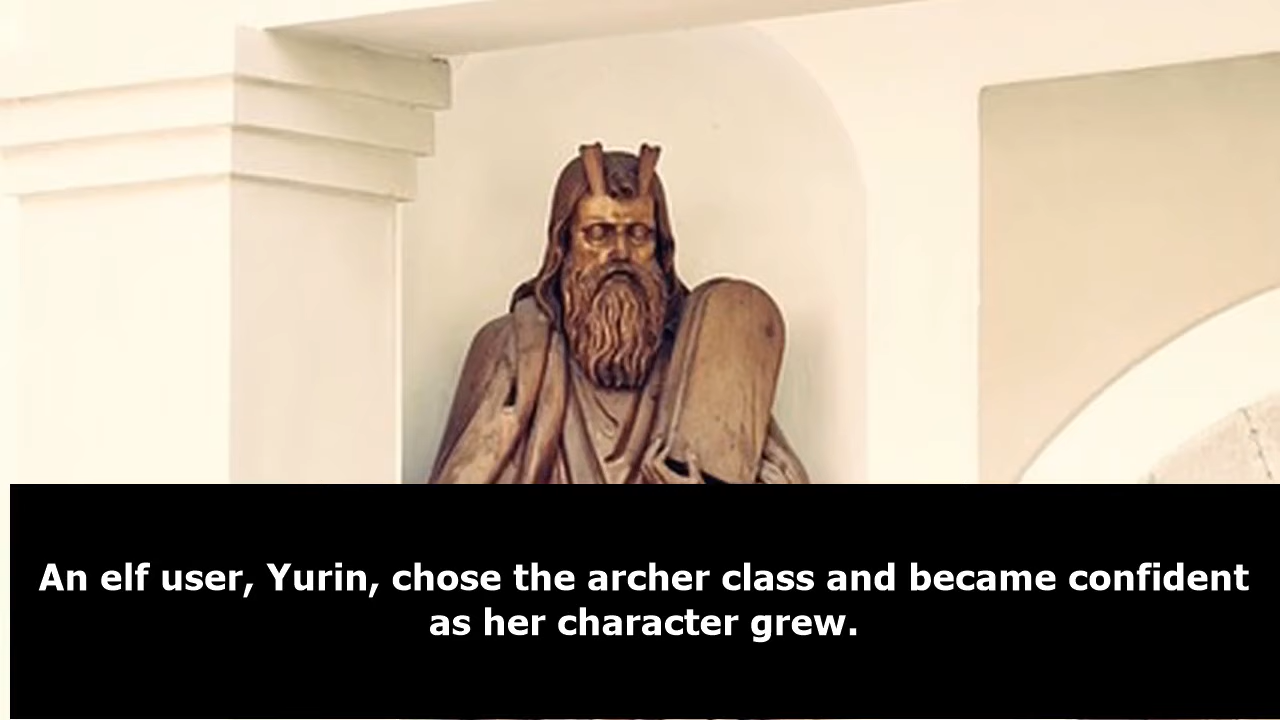 An elf user, Yurin, chose the archer class and became confident
as her character grew.